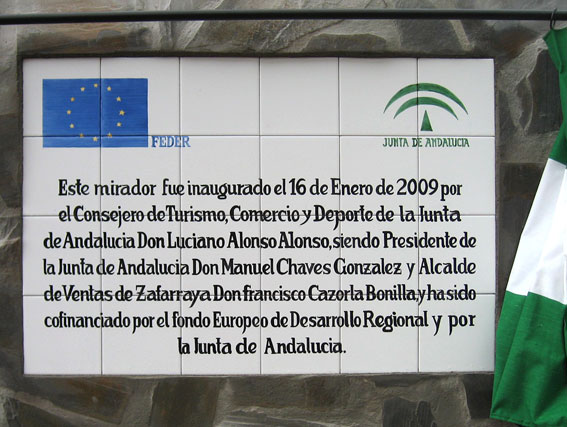 FEDER
JUNTA DE ANDALUCIA
Este mirador fue inaugurado el 16 de Enero de 2009 por
el Consejero de Turismo, Comercio y Deporte de la Junta
de Andalucia Don Luciano Alonso Alonso, siendo Presidente de
la Junta de Andalucia Don Manuel Chaves Gonzalez y Alcalde
de Ventas de Zafarraya Don francisco Cazorla Bonilla, y ha sido
cofinanciado por el fondo Europeo de Desarrollo Regional y por
la Junta de Andalucia.